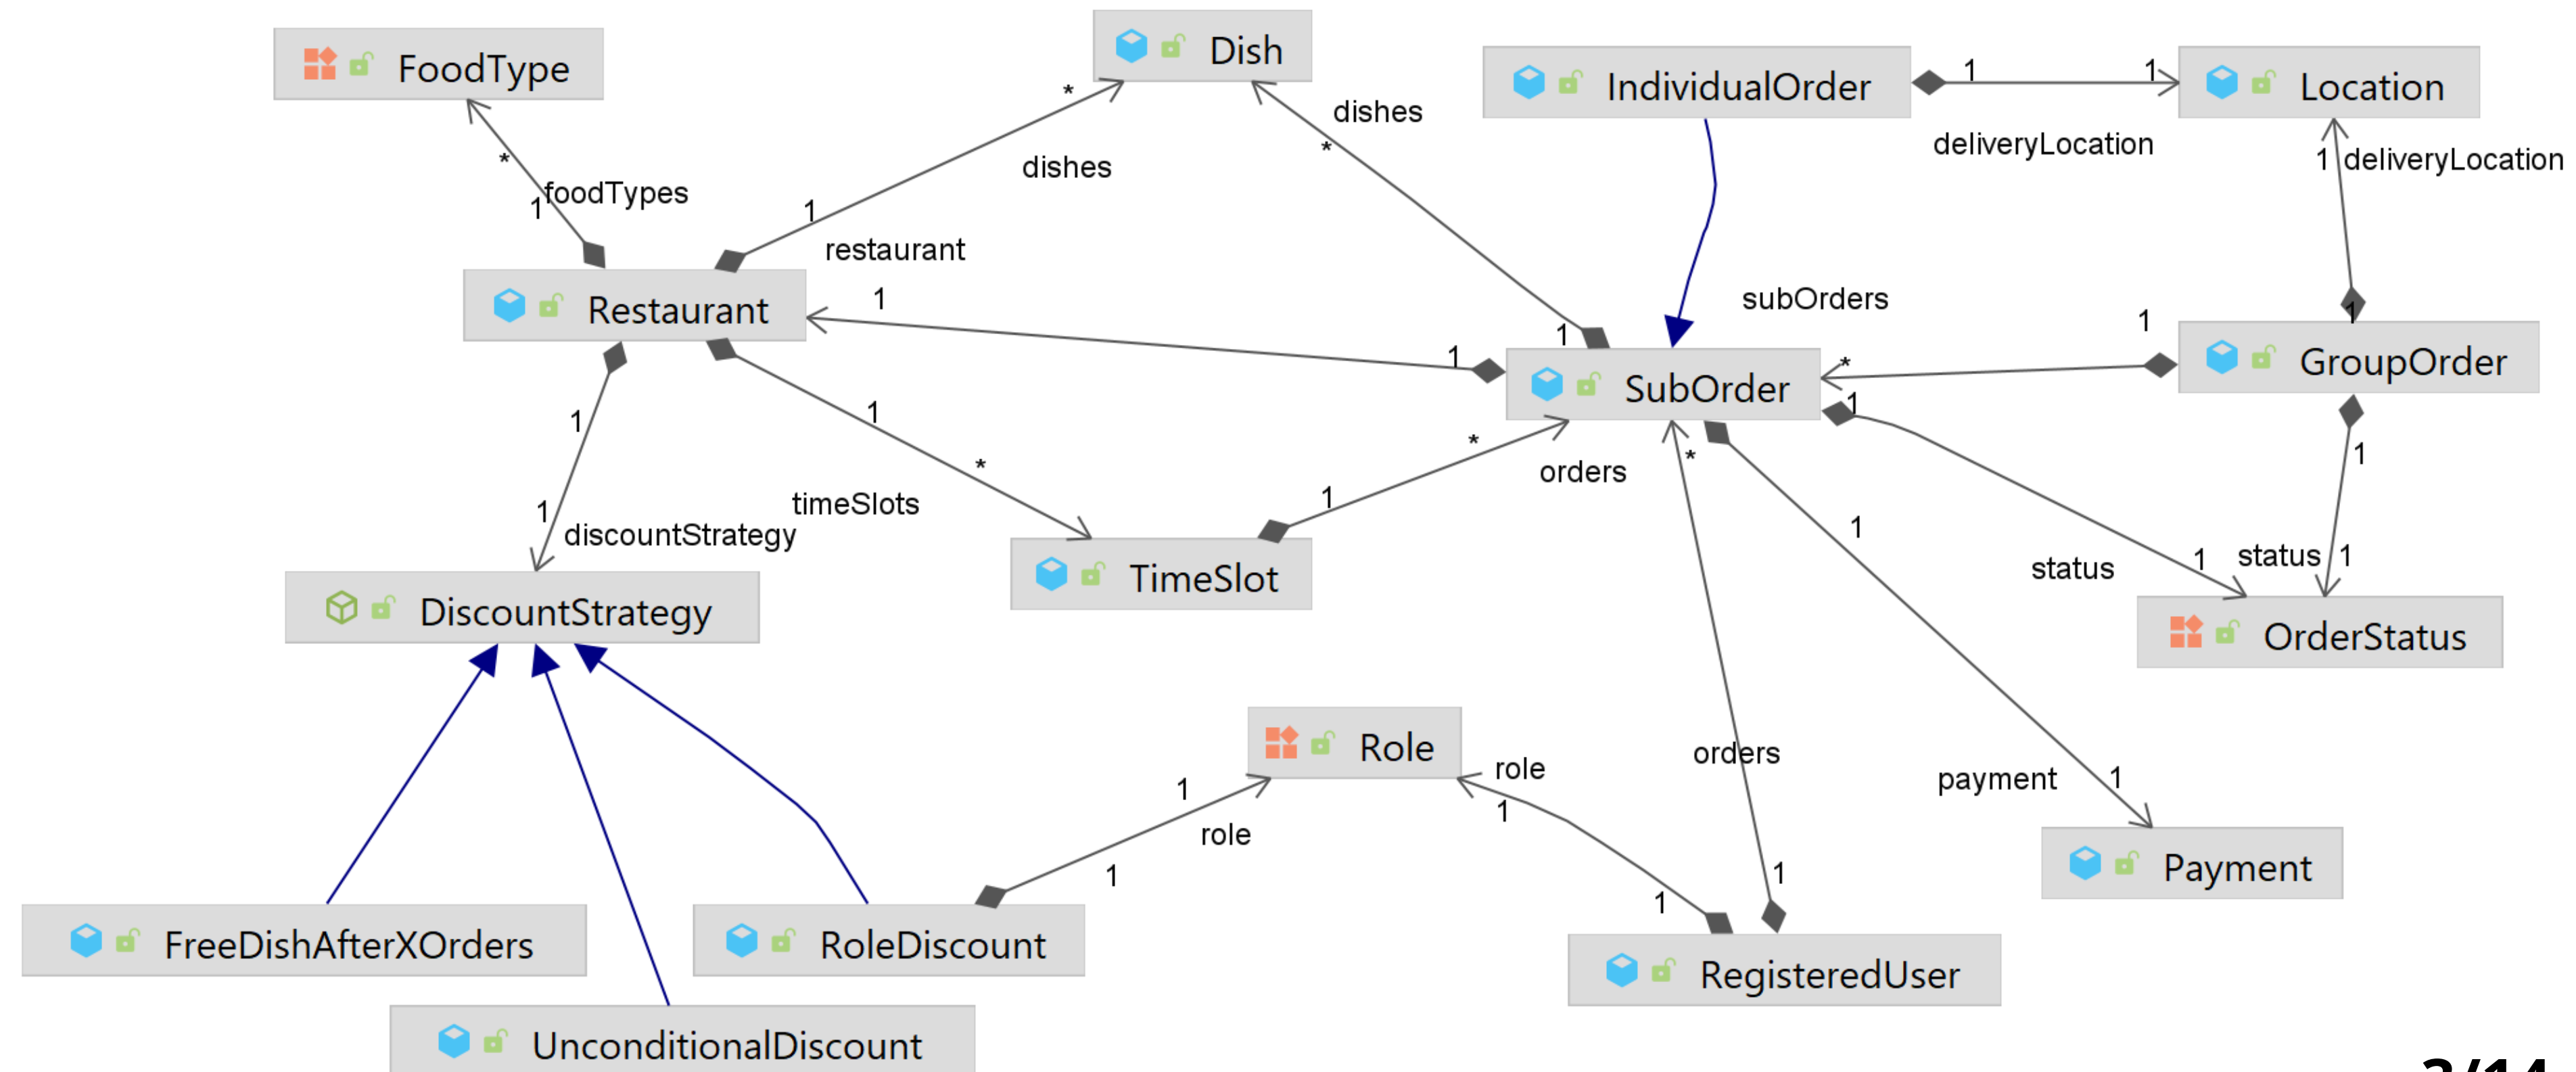 FoodType
Dish
IndividualOrder
Location
1
1
*
dishes
*
deliveryLocation
*
dishes
1
deliveryLocation
foodTypes
1
1
restaurant
Restaurant
1
subOrders
1
1
1
1
*
GroupOrder
SubOrder
1
1
1
*
orders
*
1
*
1
timeSlots
1
discountStrategy
1
1
status
1
status
1
DiscountStrategy
TimeSlot
OrderStatus
Role
role
orders
1
1
payment
1
role
1
1
1
Payment
FreeDishAfterXOrders
RoleDiscount
RegisteredUser
UnconditionalDiscount